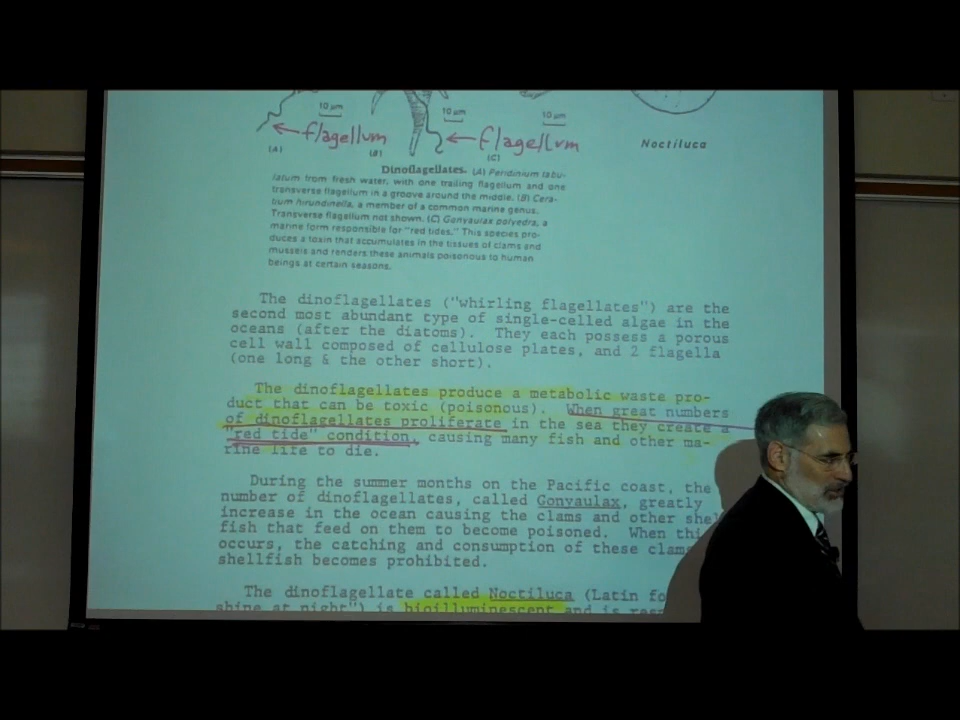 10 µm
10 µm
10 µm
flagellum
flagellum
(A)
(B)
(C)
Noctiluca
Dinoflagellates. (A) Peridinium tabu-
latum from fresh water, with one trailing flagellum and one
transverse flagellum in a groove around the middle. (B) Cera-
tium hirundinella, a member of a common marine genus.
Transverse flagellum not shown. (C) Gonyaulax polyedra, a
marine form responsible for "red tides." This species pro-
duces a toxin that accumulates in the tissues of clams and
mussels and renders these animals poisonous to human
beings at certain seasons.
The dinoflagellates ("whirling flagellates") are the
second most abundant type of single-celled algae in the
oceans (after the diatoms). They each possess a porous
cell wall composed of cellulose plates, and 2 flagella
(one long & the other short).
The dinoflagellates produce a metabolic waste pro-
duct that can be toxic (poisonous). When great numbers
of dinoflagellates proliferate in the sea they create a
"red tide" condition, causing many fish and other ma-
rine life to die.
During the summer months on the Pacific coast, the
number of dinoflagellates, called Gonyaulax, greatly
increase in the ocean causing the clams and other shel
fish that feed on them to become poisoned. When thi
occurs, the catching and consumption of these clams
shellfish becomes prohibited.
The dinoflagellate called Noctiluca (Latin fo
shine at night") is bioilluminescent and is resp